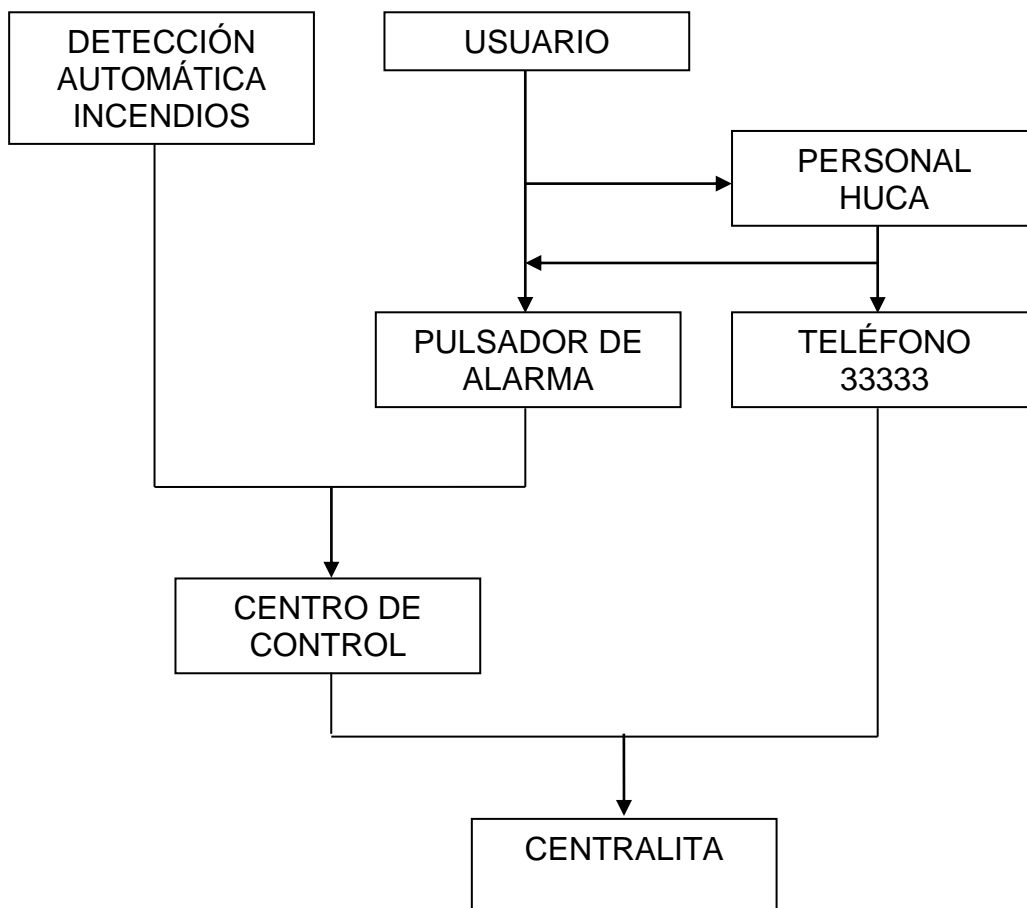 DETECCIÓN
AUTOMÁTICA
INCENDIOS
USUARIO
PERSONAL
HUCA
PULSADOR DE
ALARMA
TELÉFONO
33333
CENTRO DE
CONTROL
CENTRALITA